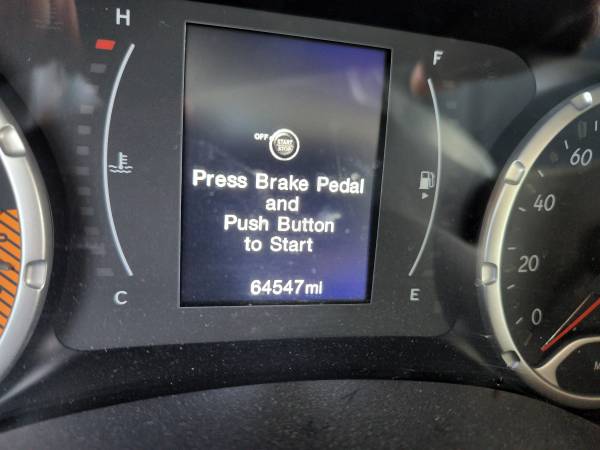 H
F
OFF
START
STOP
Press Brake Pedal
and
Push Button
to Start
64547mi
C
E
60
40
20
0
M